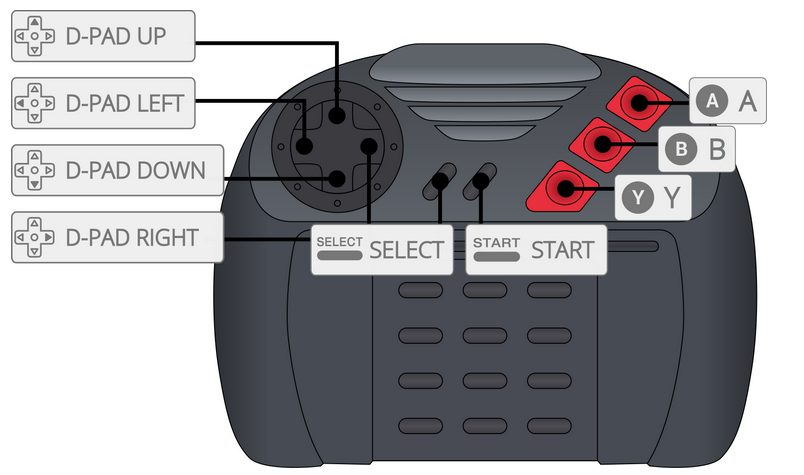 D-PAD UP
D-PAD LEFT
D-PAD DOWN
D-PAD RIGHT
SELECT SELECT
START START
A A
B B
Y Y